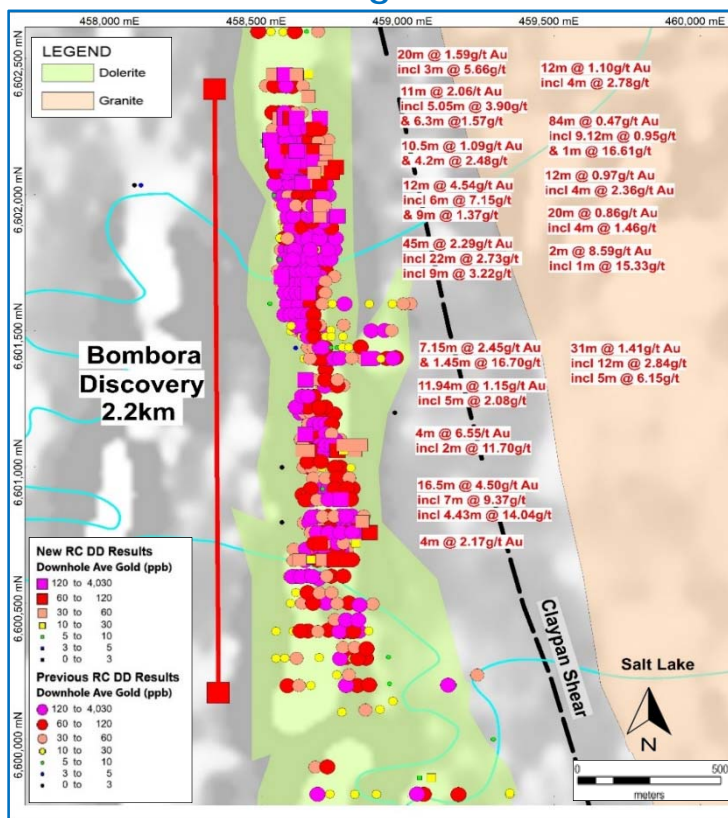 458,000 mE 458,500 mE 459,000 mE 459,500 mE 460,000 mE
6,602,500 mN
6,602,000 mN
6,601,500 mN
6,601,000 mN
6,600,500 mN
6,600,000 mN
LEGEND
Dolerite
Granite
20m @ 1.59g/t Au
incl 3m @ 5.66g/t
11m @ 2.06/t Au
incl 5.05m @ 3.90g/t
& 6.3m @1.57g/t
10.5m @ 1.09g/t Au
& 4.2m @ 2.48g/t
12m @ 4.54g/t Au
incl 6m @ 7.15g/t
& 9m @ 1.37g/t
45m @ 2.29g/t Au
incl 22m @ 2.73g/t
incl 9m @ 3.22g/t
7.15m @ 2.45g/t Au
& 1.45m @ 16.70g/t
11.94m @ 1.15g/t Au
incl 5m @ 2.08g/t
4m @ 6.55/t Au
incl 2m @ 11.70g/t
16.5m @ 4.50g/t Au
incl 7m @ 9.37g/t
incl 4.43m @ 14.04g/t
4m @ 2.17g/t Au
12m @ 1.10g/t Au
incl 4m @ 2.78g/t
84m @ 0.47g/t Au
incl 9.12m @ 0.95g/t
& 1m @ 16.61g/t
12m @ 0.97g/t Au
incl 4m @ 2.36g/t Au
20m @ 0.86g/t Au
incl 4m @ 1.46g/t
2m @ 8.59g/t Au
incl 1m @ 15.33g/t
31m @ 1.41g/t Au
incl 12m @ 2.84g/t
incl 5m @ 6.15g/t
Bombora
Discovery
2.2km
New RC DD Results
Downhole Ave Gold (ppb)
120 to 4,030
60 to 120
30 to 60
10 to 30
5 to 10
3 to 5
0 to 3
Previous RC DD Results
Downhole Ave Gold (ppb)
120 to 4,030
60 to 120
30 to 60
10 to 30
5 to 10
3 to 5
0 to 3
Claypan Shear
Salt Lake
N
0 500
meters